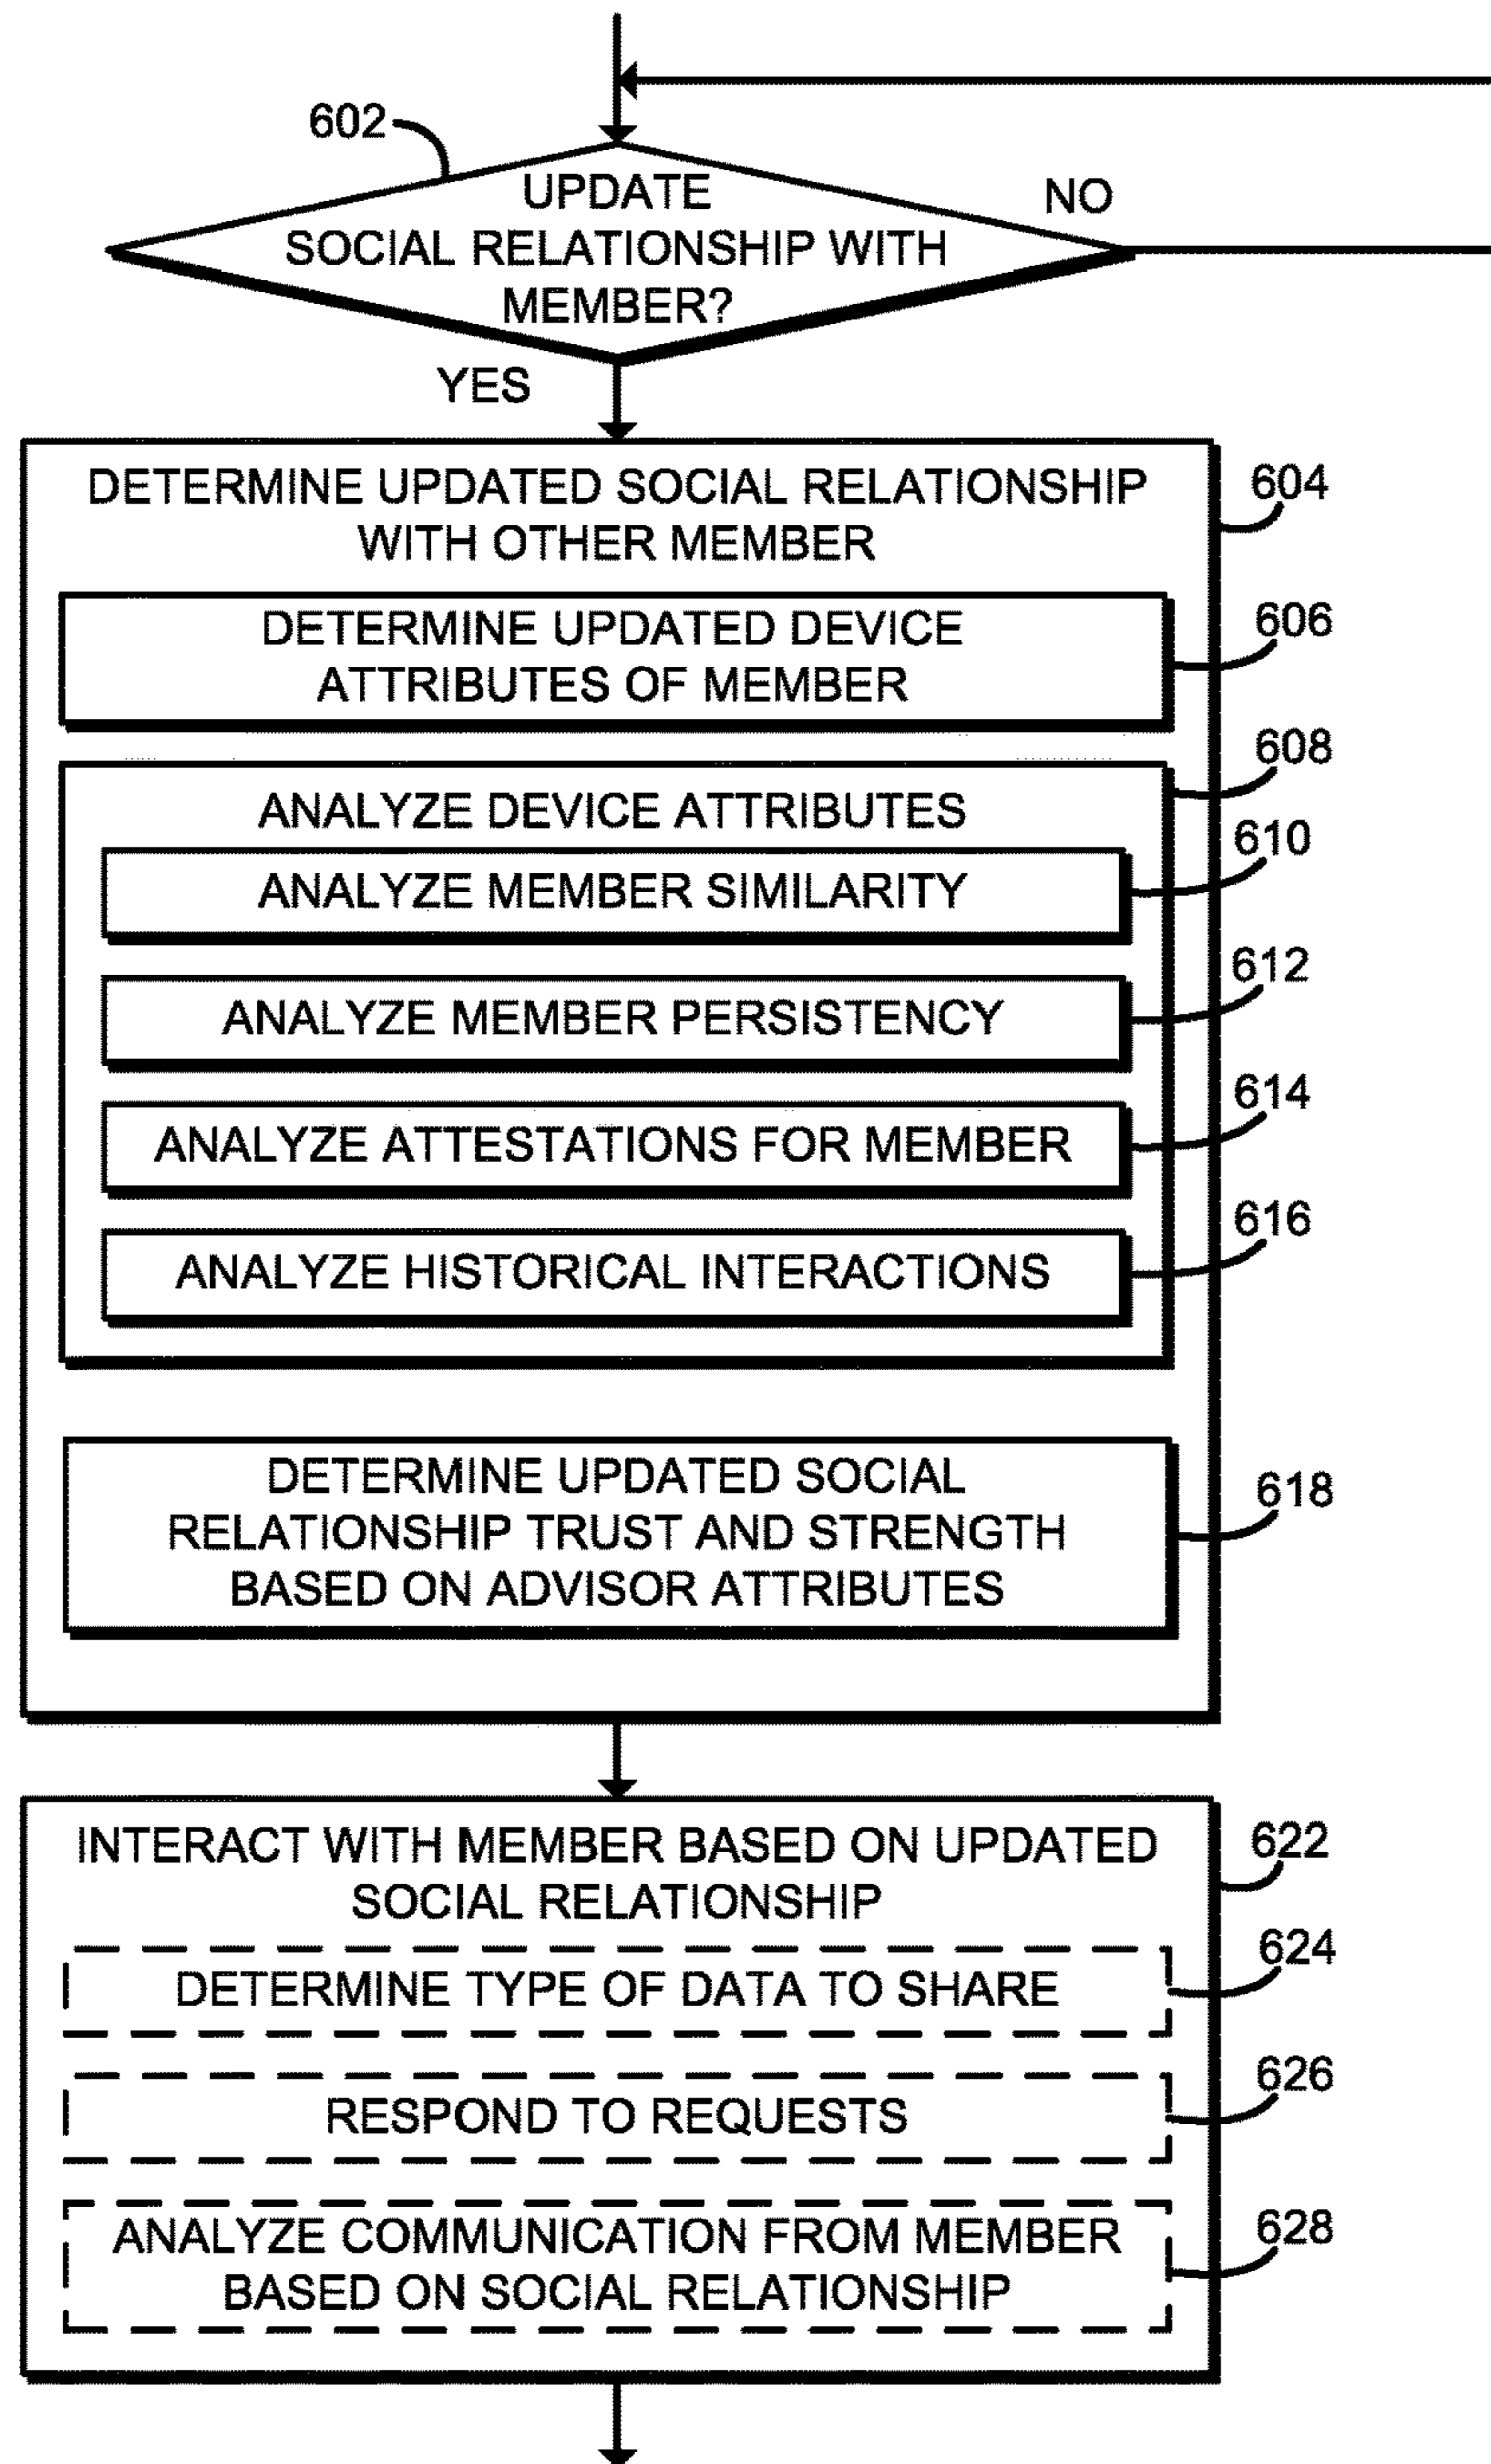 602
UPDATE
SOCIAL RELATIONSHIP WITH
MEMBER?
NO
YES
DETERMINE UPDATED SOCIAL RELATIONSHIP
WITH OTHER MEMBER
604
DETERMINE UPDATED DEVICE
ATTRIBUTES OF MEMBER
606
608
ANALYZE DEVICE ATTRIBUTES
610
ANALYZE MEMBER SIMILARITY
612
ANALYZE MEMBER PERSISTENCY
614
ANALYZE ATTESTATIONS FOR MEMBER
616
ANALYZE HISTORICAL INTERACTIONS
DETERMINE UPDATED SOCIAL
RELATIONSHIP TRUST AND STRENGTH
BASED ON ADVISOR ATTRIBUTES
618
INTERACT WITH MEMBER BASED ON UPDATED
SOCIAL RELATIONSHIP
622
624
DETERMINE TYPE OF DATA TO SHARE
626
RESPOND TO REQUESTS
628
ANALYZE COMMUNICATION FROM MEMBER
BASED ON SOCIAL RELATIONSHIP